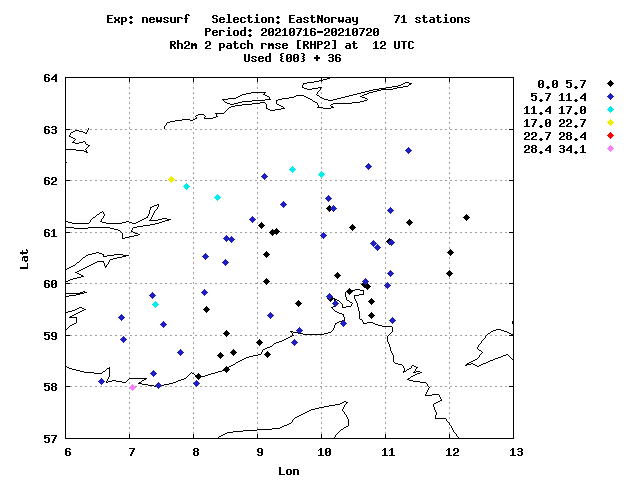 Exp: newsurf Selection: EastNorway 71 stations
Period: 20210716-20210720
Rh2m 2 patch rmse [RHP2] at 12 UTC
Used {00} + 36
0.0 5.7
5.7 11.4
11.4 17.0
17.0 22.7
22.7 28.4
28.4 34.1
64
63
62
61
60
59
58
57
Lat
6 7 8 9 10 11 12 13
Lon